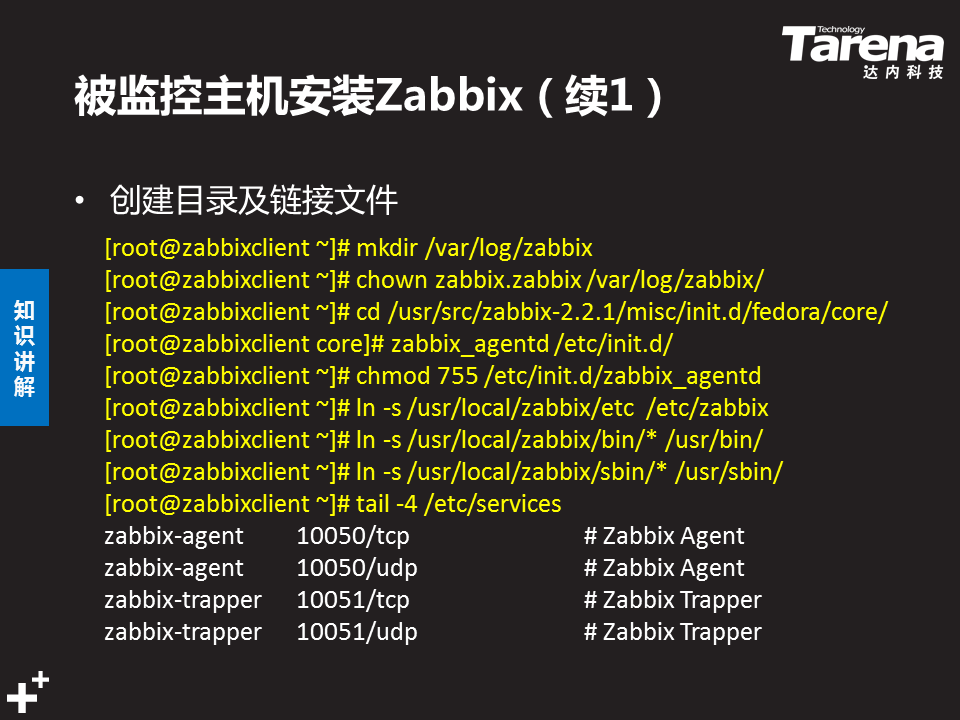 Technology
Tarena
达内科技
被监控主机安装Zabbix（续1）
• 创建目录及链接文件
[root@zabbixclient ~]# mkdir /var/log/zabbix
[root@zabbixclient ~]# chown zabbix.zabbix /var/log/zabbix/
[root@zabbixclient ~]# cd /usr/src/zabbix-2.2.1/misc/init.d/fedora/core/
[root@zabbixclient core]# zabbix_agentd /etc/init.d/
[root@zabbixclient ~]# chmod 755 /etc/init.d/zabbix_agentd
[root@zabbixclient ~]# ln -s /usr/local/zabbix/etc  /etc/zabbix
[root@zabbixclient ~]# ln -s /usr/local/zabbix/bin/* /usr/bin/
[root@zabbixclient ~]# ln -s /usr/local/zabbix/sbin/* /usr/sbin/
[root@zabbixclient ~]# tail -4 /etc/services
zabbix-agent 10050/tcp # Zabbix Agent
zabbix-agent 10050/udp # Zabbix Agent
zabbix-trapper 10051/tcp # Zabbix Trapper
zabbix-trapper 10051/udp # Zabbix Trapper
知识讲解